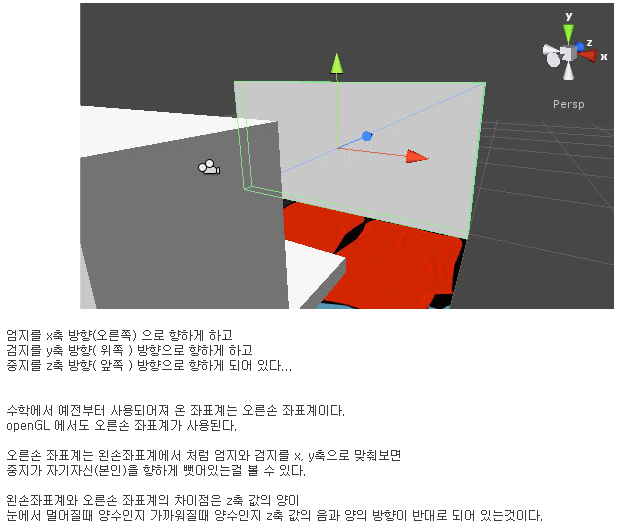 y
z
x
Persp
엄지를 x축 방향(오른쪽) 으로 향하게 하고
검지를 y축 방향( 위쪽 ) 방향으로 향하게 하고
중지를 z축 방향( 앞쪽 ) 방향으로 향하게 되어 있다...
수학에서 예전부터 사용되어져 온 좌표계는 오른손 좌표계이다.
openGL 에서도 오른손 좌표계가 사용된다.
오른손 좌표계는 왼손좌표계에서 처럼 엄지와 검지를 x, y축으로 맞춰보면
중지가 자기자신(본인)을 향하게 뻗어있는걸 볼 수 있다.
왼손좌표계와 오른손 좌표계의 차이점은 z축 값의 양이
눈에서 멀어질때 양수인지 가까워질때 양수인지 z축 값의 음과 양의 방향이 반대로 되어 있는것이다.